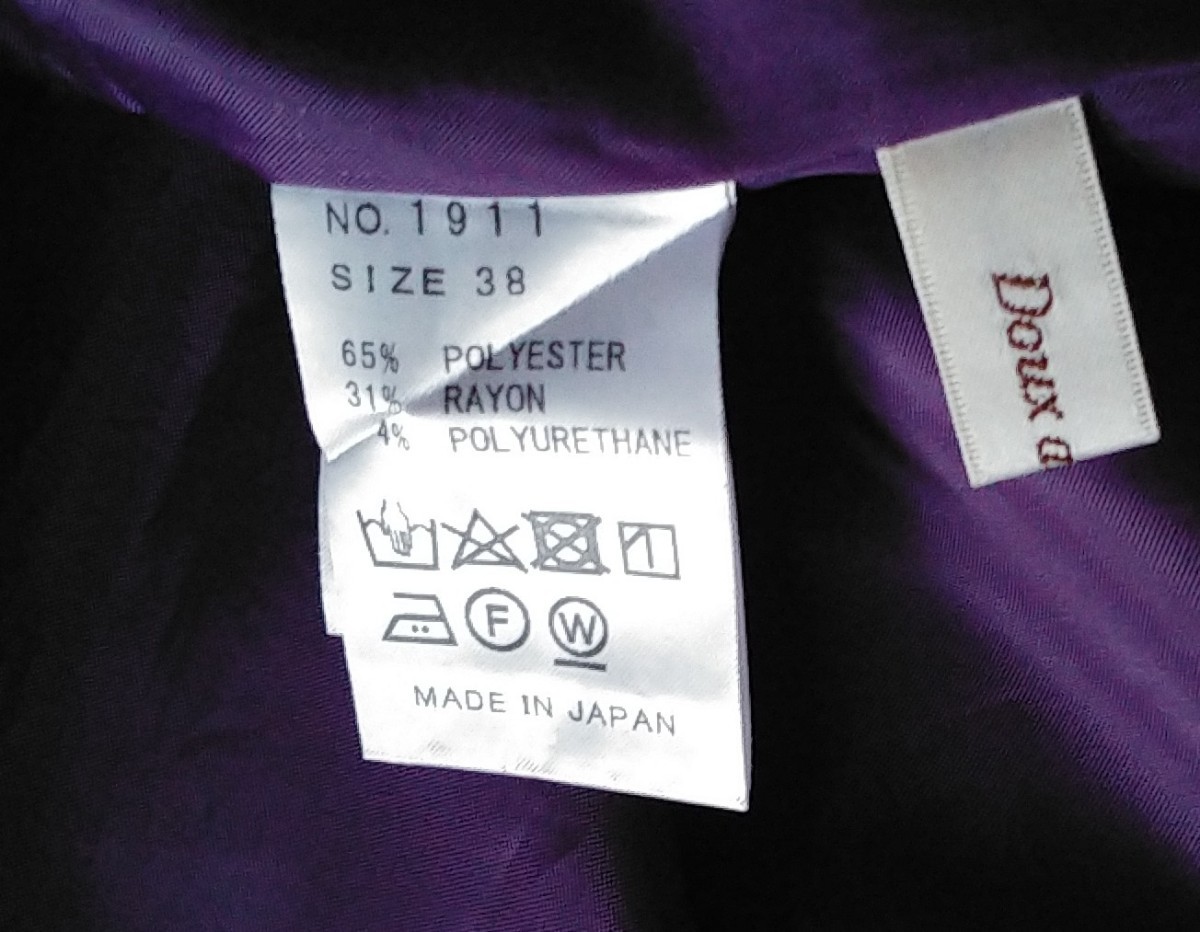 NO. 1911
SIZE 38
65% POLYESTER
31% RAYON
4% POLYURETHANE
F W
MADE IN JAPAN
Doux a